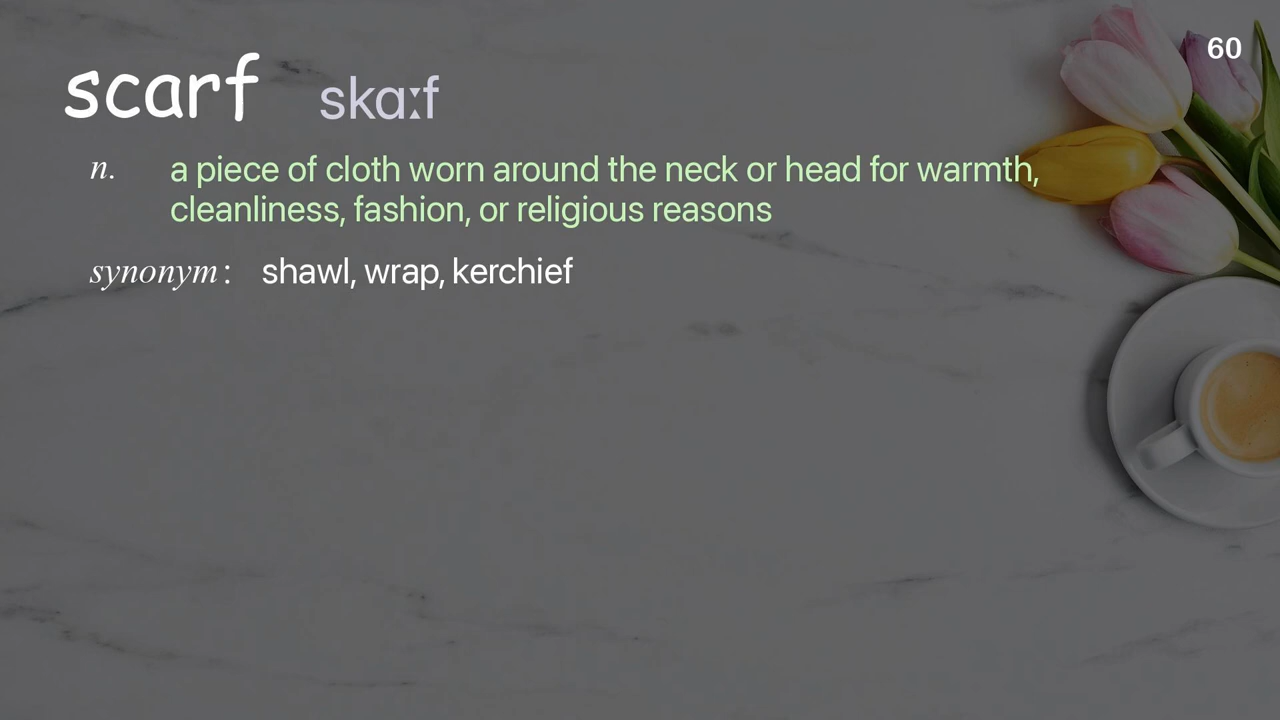 60
scarf skɑːf
n. a piece of cloth worn around the neck or head for warmth,
cleanliness, fashion, or religious reasons
synonym : shawl, wrap, kerchief